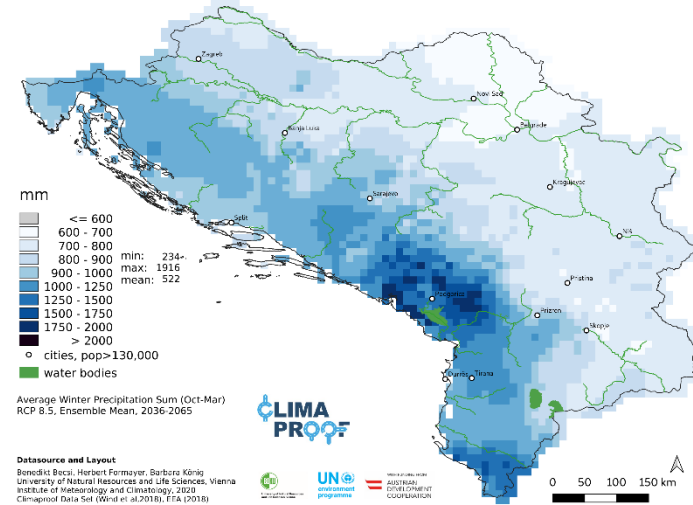 Zagreb
Novi Sad
Belgrade
Banja Luka
Kragujevac
Sarajevo
Split
Niš
Pristina
Podgorica
Prizren
Skopje
Durrës
Tirana
mm
<= 600
600 - 700
700 - 800
800 - 900
900 - 1000
1000 - 1250
1250 - 1500
1500 - 1750
1750 - 2000
> 2000
min: 234
max: 1916
mean: 522
cities, pop>130,000
water bodies
Average Winter Precipitation Sum (Oct-Mar)
RCP 8.5, Ensemble Mean, 2036-2065
CLIMA
PROOF
Datasource and Layout
Benedikt Becsi, Herbert Formayer, Barbara König
University of Natural Resources and Life Sciences, Vienna
Institute of Meteorology and Climatology, 2020
Climaproof Data Set (Wind et al,2018), EEA (2018)
UN
environment
programme
AUSTRIAN
DEVELOPMENT
COOPERATION
0 50 100 150 km